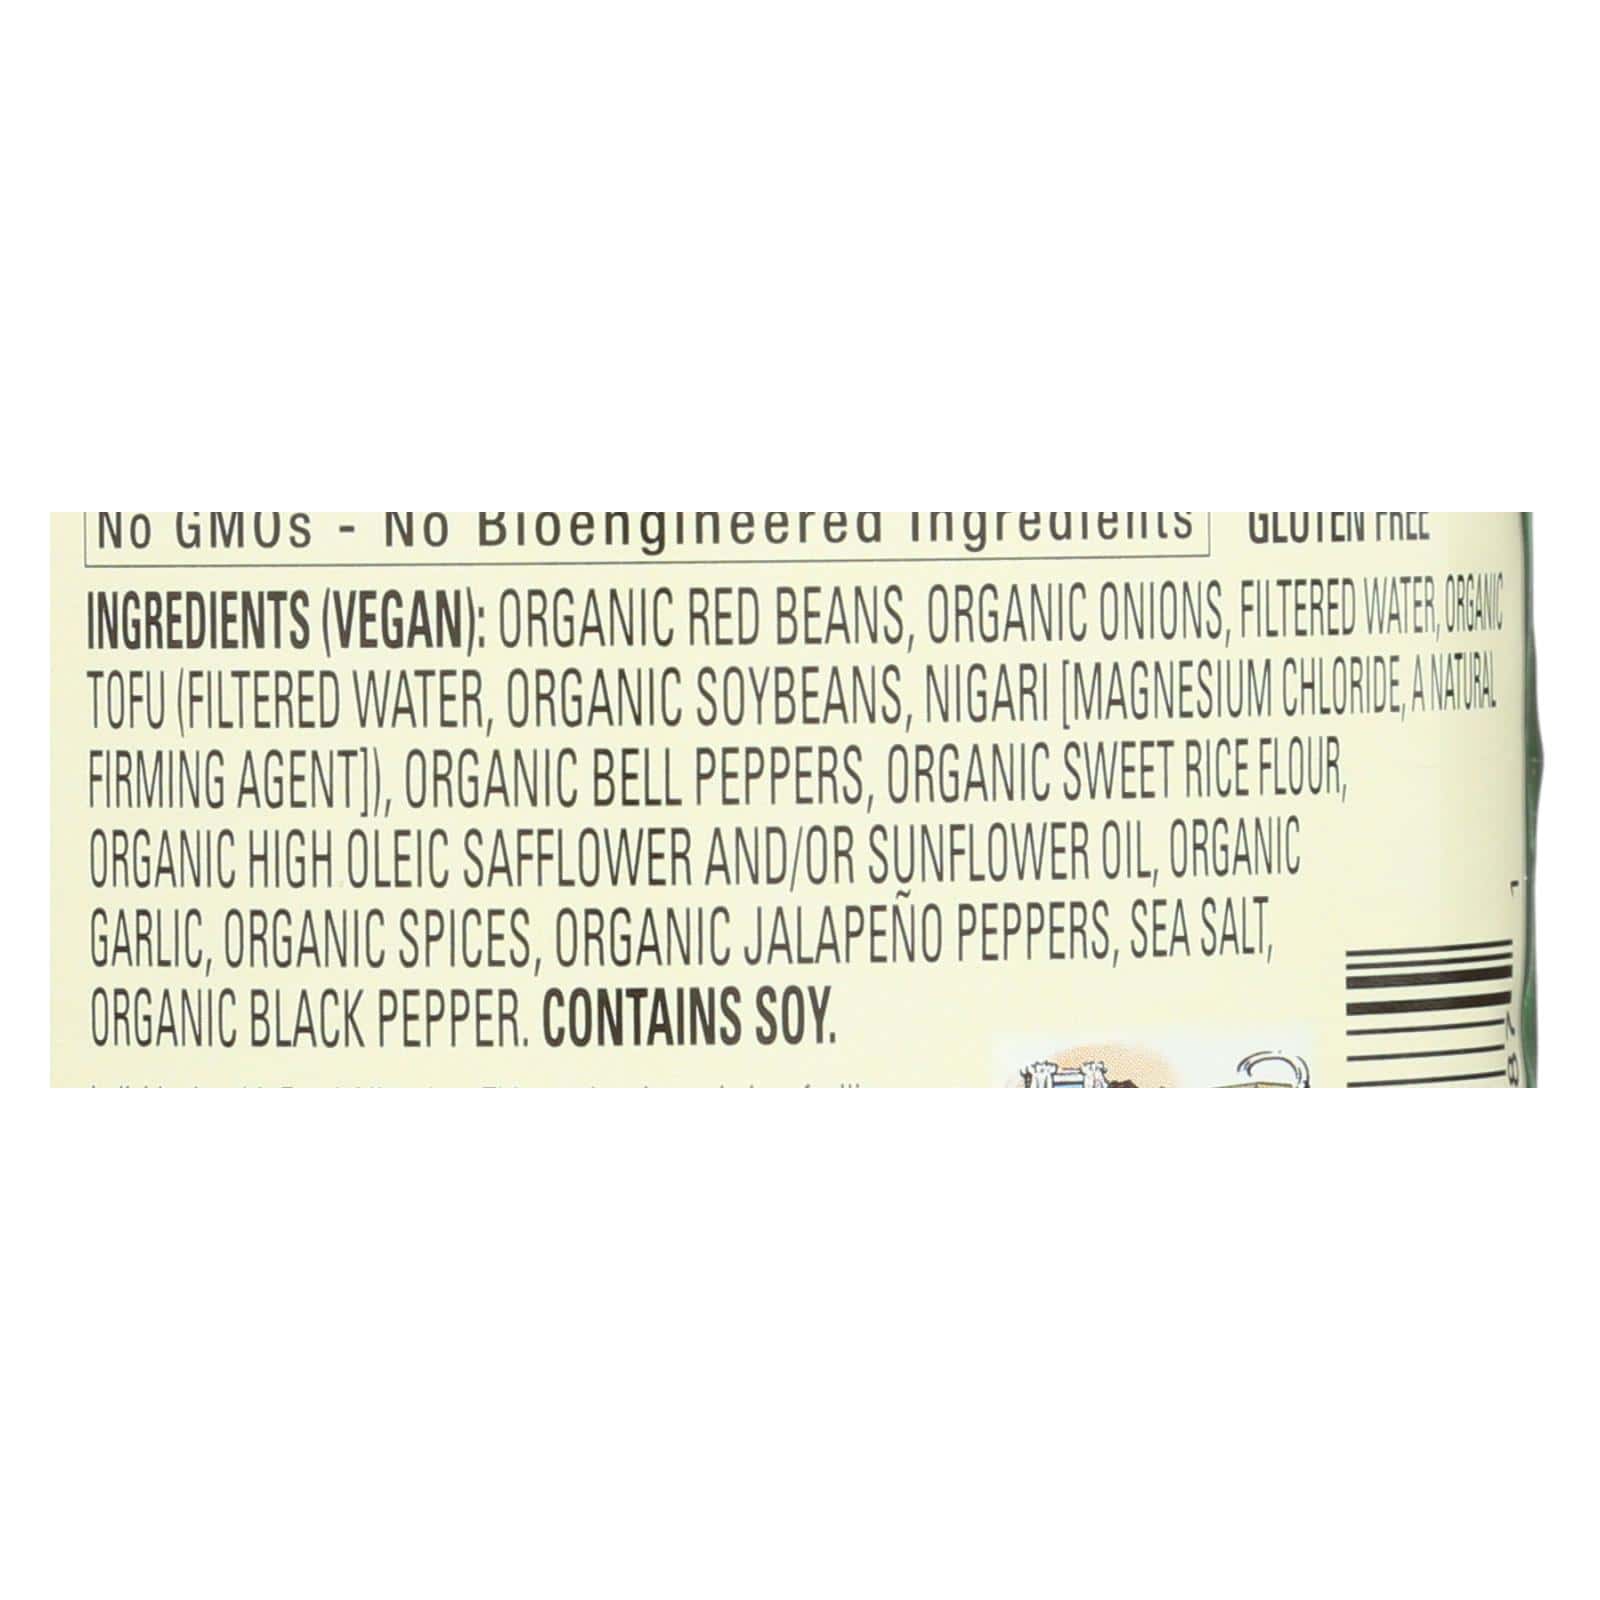 No GMOs - No Bioengineered Ingredients GLUTEN FREE
INGREDIENTS (VEGAN): ORGANIC RED BEANS, ORGANIC ONIONS, FILTERED WATER, ORGANIC
TOFU (FILTERED WATER, ORGANIC SOYBEANS, NIGARI [MAGNESIUM CHLORIDE, A NATURAL
FIRMING AGENT]), ORGANIC BELL PEPPERS, ORGANIC SWEET RICE FLOUR,
ORGANIC HIGH OLEIC SAFFLOWER AND/OR SUNFLOWER OIL, ORGANIC
GARLIC, ORGANIC SPICES, ORGANIC JALAPEÑO PEPPERS, SEA SALT,
ORGANIC BLACK PEPPER. CONTAINS SOY.